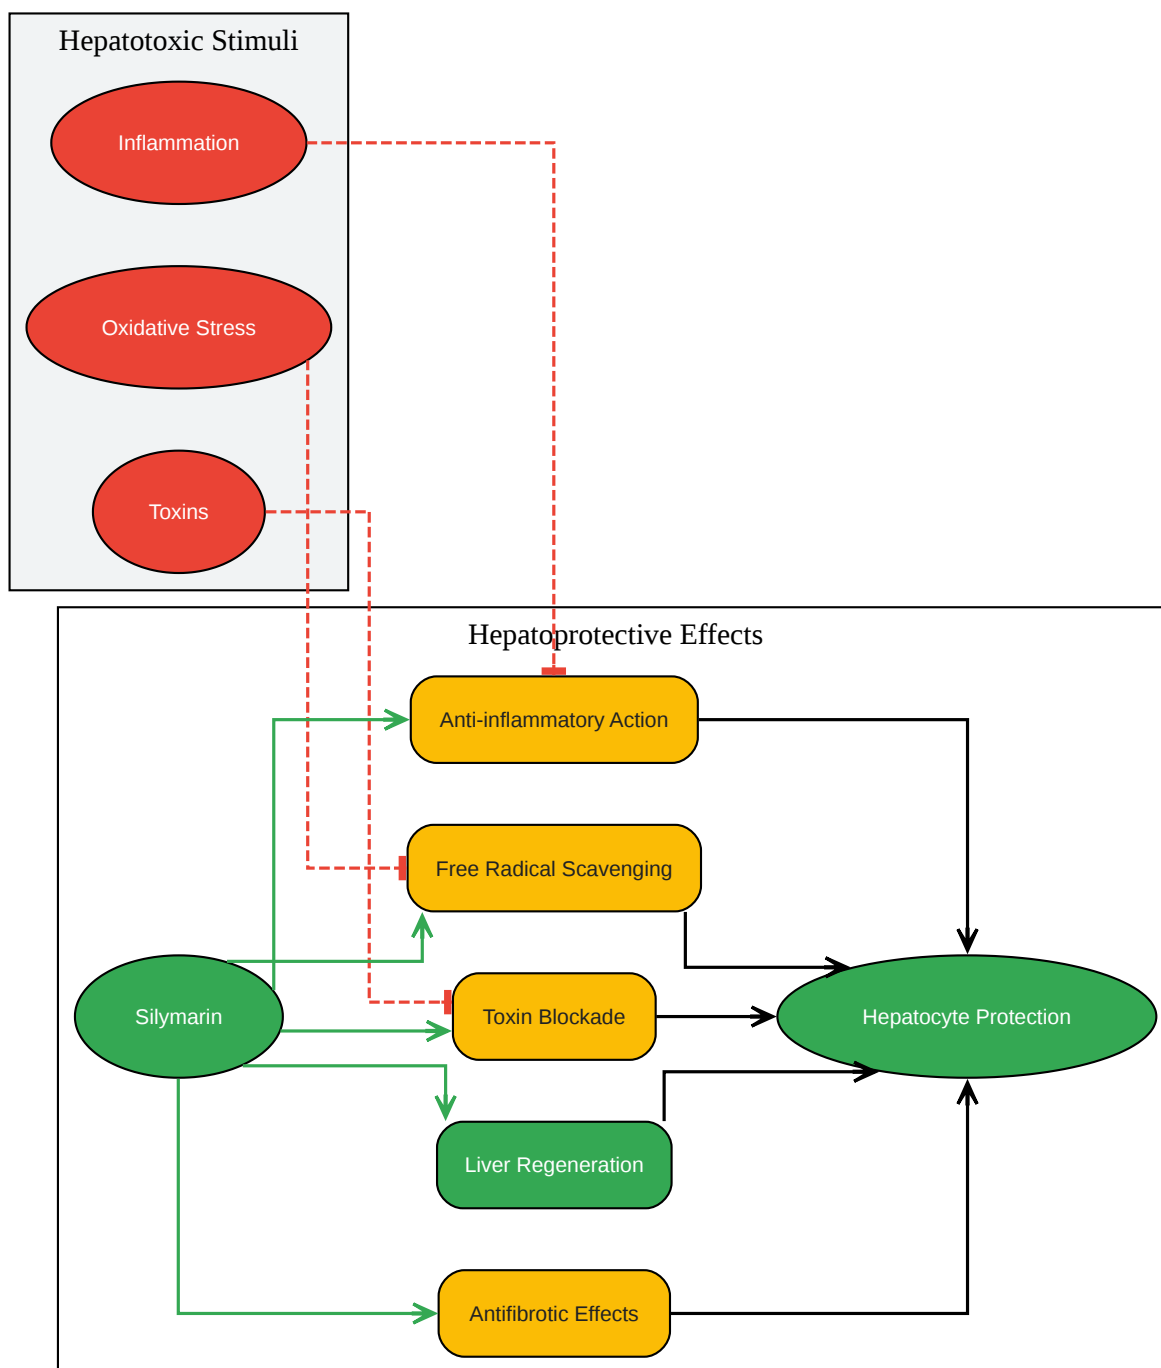 Hepatotoxic Stimuli
Inflammation
Oxidative Stress
Toxins
Hepatoprotective Effects
Anti-inflammatory Action
Free Radical Scavenging
Silymarin
Toxin Blockade
Hepatocyte Protection
Liver Regeneration
Antifibrotic Effects